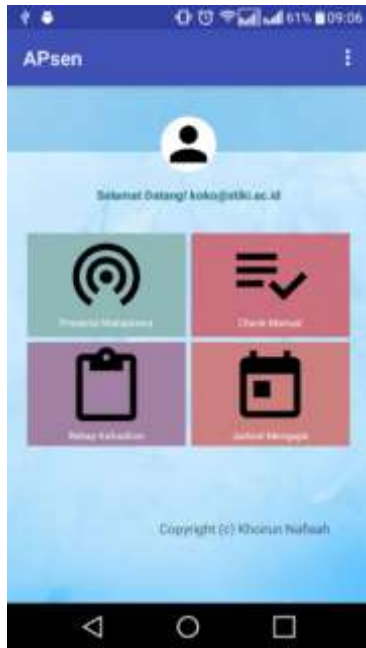 61% 09:06
APsen
Selamat Datang! koko@stiki.ac.id
Presensi Mahasiswa
Check Manual
Rekap Kehadiran
Jadwal Mengajar
Copyright (c) Khoirun Nafisah